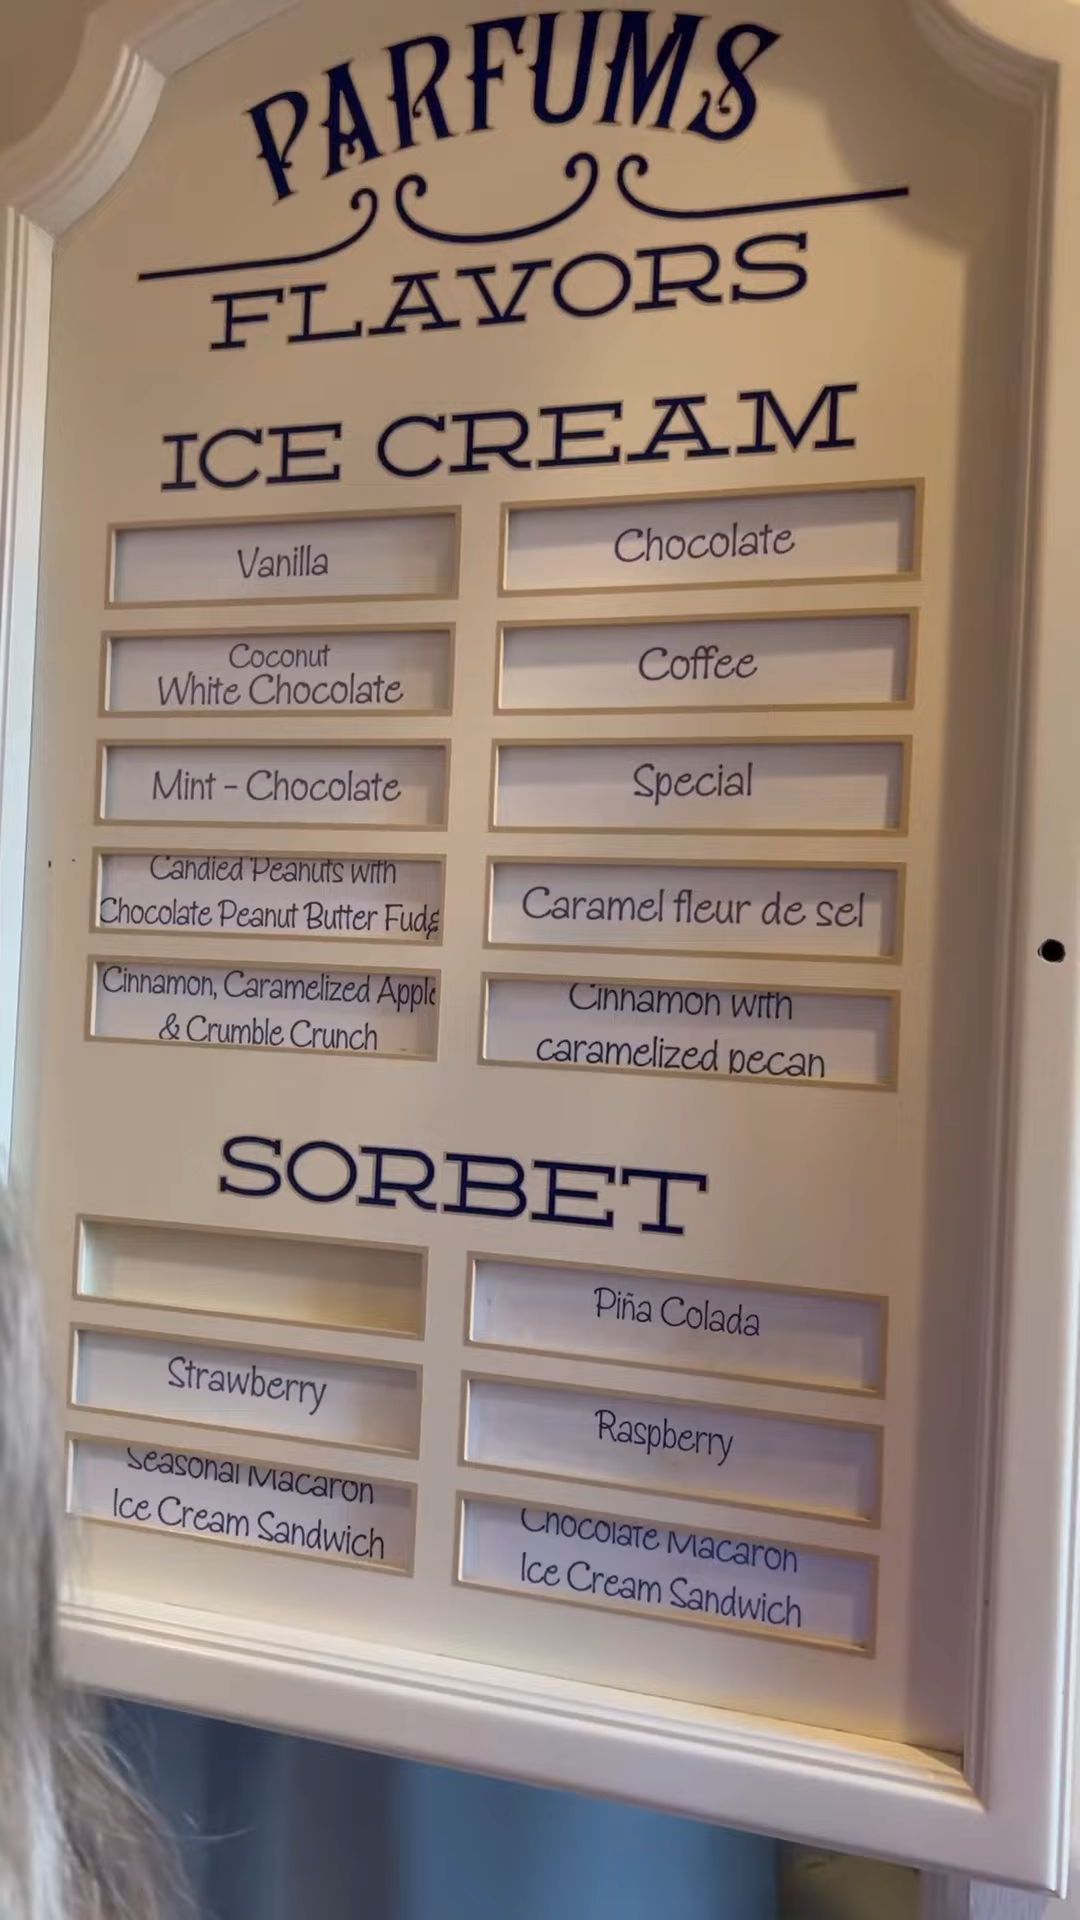 PARFUMS
FLAVORS
ICE CREAM
Vanilla
Chocolate
Coconut
White Chocolate
Coffee
Mint - Chocolate
Special
Candied Peanuts with
Chocolate Peanut Butter Fudg
Caramel fleur de sel
Cinnamon, Caramelized Apple
& Crumble Crunch
Cinnamon with
caramelized pecan
SORBET
Piña Colada
Strawberry
Raspberry
Seasonal Macaron
Ice Cream Sandwich
Chocolate Macaron
Ice Cream Sandwich